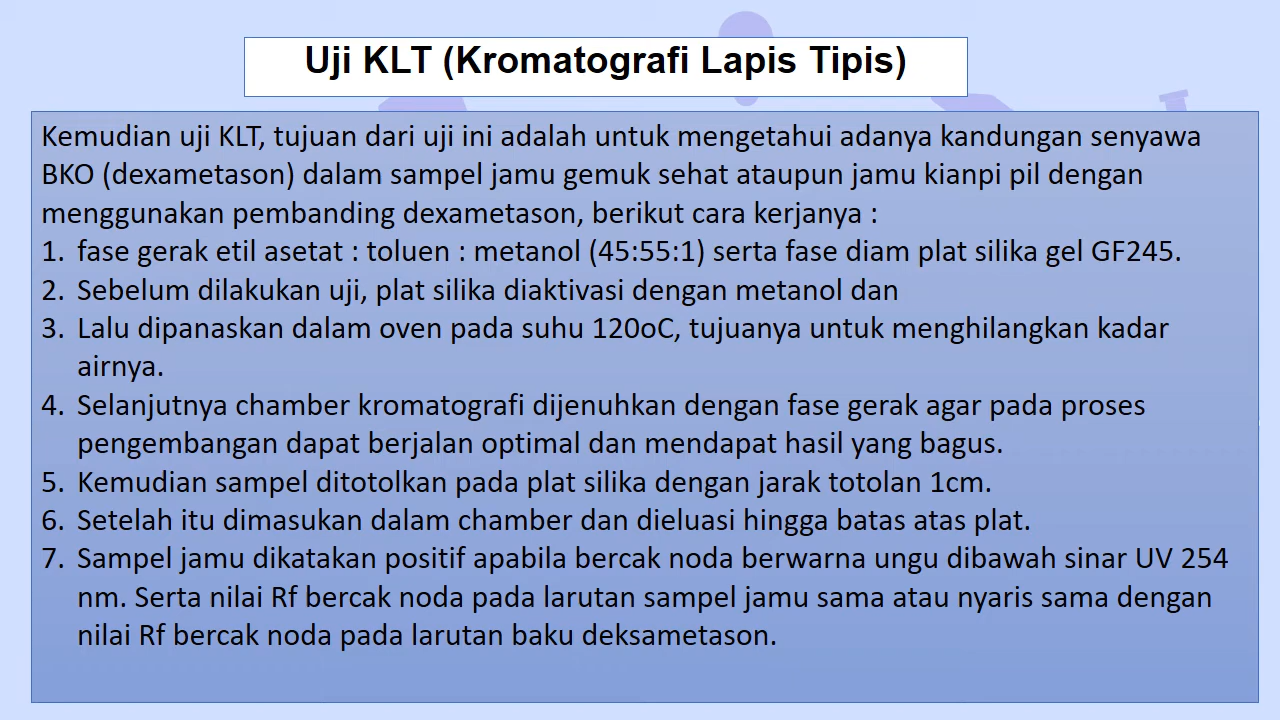 Uji KLT (Kromatografi Lapis Tipis)
Kemudian uji KLT, tujuan dari uji ini adalah untuk mengetahui adanya kandungan senyawa
BKO (dexametason) dalam sampel jamu gemuk sehat ataupun jamu kianpi pil dengan
menggunakan pembanding dexametason, berikut cara kerjanya :
1. fase gerak etil asetat : toluen : metanol (45:55:1) serta fase diam plat silika gel GF245.
2. Sebelum dilakukan uji, plat silika diaktivasi dengan metanol dan
3. Lalu dipanaskan dalam oven pada suhu 120oC, tujuanya untuk menghilangkan kadar
airnya.
4. Selanjutnya chamber kromatografi dijenuhkan dengan fase gerak agar pada proses
pengembangan dapat berjalan optimal dan mendapat hasil yang bagus.
5. Kemudian sampel ditotolkan pada plat silika dengan jarak totolan 1cm.
6. Setelah itu dimasukan dalam chamber dan dieluasi hingga batas atas plat.
7. Sampel jamu dikatakan positif apabila bercak noda berwarna ungu dibawah sinar UV 254
nm. Serta nilai Rf bercak noda pada larutan sampel jamu sama atau nyaris sama dengan
nilai Rf bercak noda pada larutan baku deksametason.